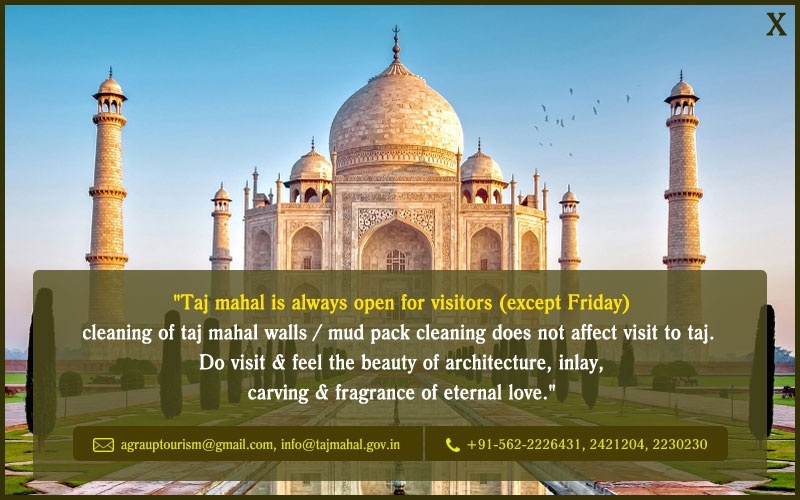 X
"Taj mahal is always open for visitors (except Friday)
cleaning of taj mahal walls / mud pack cleaning does not affect visit to taj.
Do visit & feel the beauty of architecture, inlay,
carving & fragrance of eternal love."
agrauptourism@gmail.com, info@tajmahal.gov.in
+91-562-2226431, 2421204, 2230230